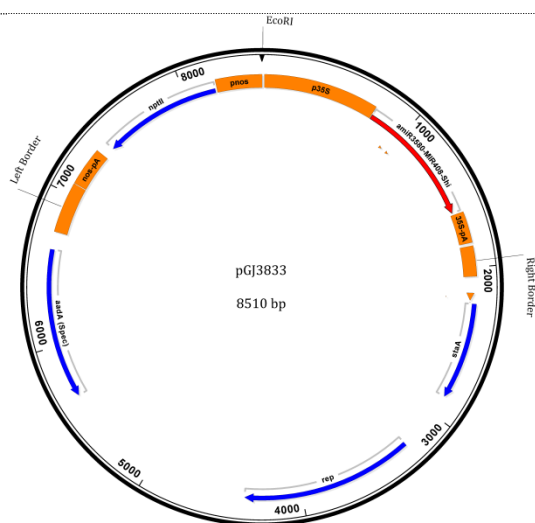 EcoRI
8000
pnos
p35S
nptII
1000
amiR3580-MIR408-Shi
Left Border
7000
nos-pA
35S-pA
pGJ3833
8510 bp
2000
Right Border
aadA (Spec)
6000
staA
3000
5000
rep
4000